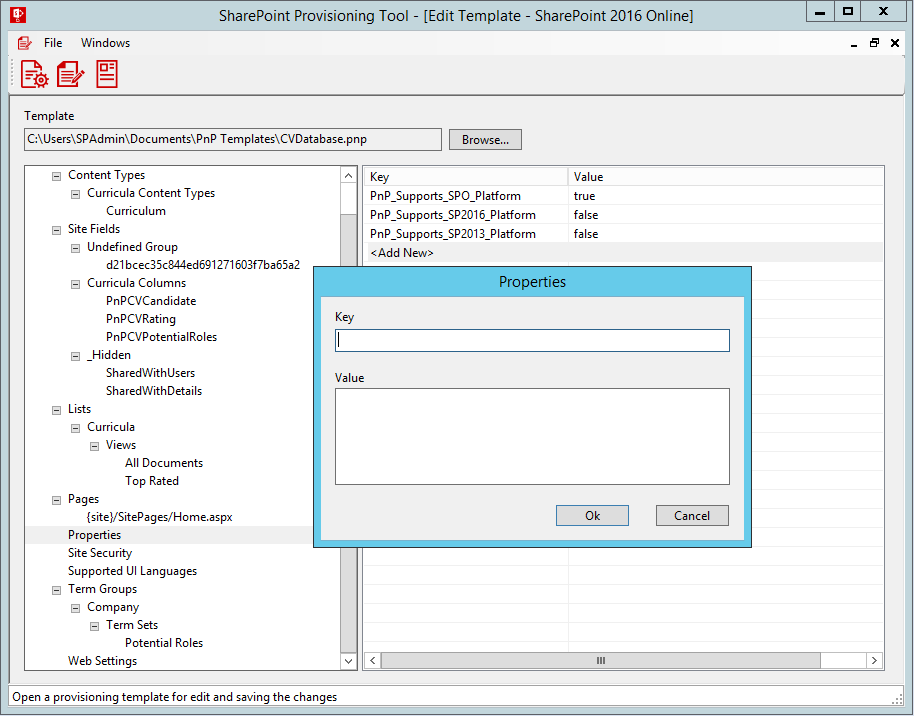 SharePoint Provisioning Tool - [Edit Template - SharePoint 2016 Online]
File Windows
Template
C:\Users\SPAdmin\Documents\PnP Templates\CVDatabase.pnp Browse...
Content Types
Curricula Content Types
Curriculum
Site Fields
Undefined Group
d21bcec35c844ed691271603f7ba65a2
Curricula Columns
PnPCVCandidate
PnPCVRating
PnPCVPotentialRoles
_Hidden
SharedWithUsers
SharedWithDetails
Lists
Curricula
Views
All Documents
Top Rated
Pages
{site}/SitePages/Home.aspx
Properties
Site Security
Supported UI Languages
Term Groups
Company
Term Sets
Potential Roles
Web Settings
Key Value
PnP_Supports_SPO_Platform true
PnP_Supports_SP2016_Platform false
PnP_Supports_SP2013_Platform false
<Add New>
Properties
Key
Value
Ok Cancel
Open a provisioning template for edit and saving the changes